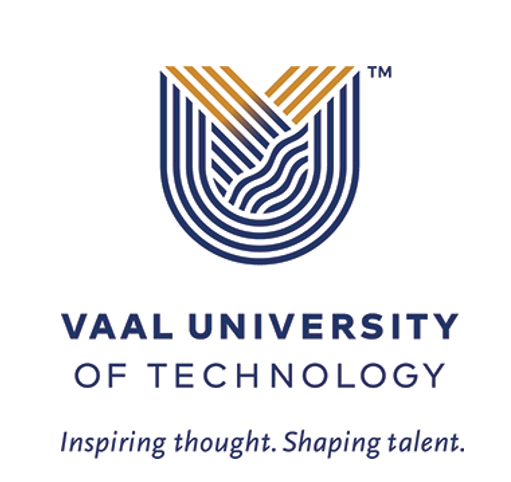 TM
VAAL UNIVERSITY
OF TECHNOLOGY
Inspiring thought. Shaping talent.